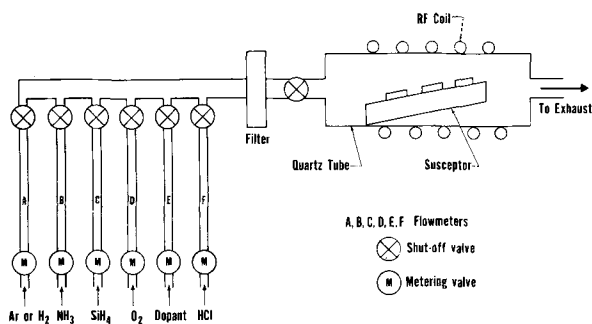 RF Coil
To Exhaust
Filter
Quartz Tube
Susceptor
A B C D E F
A, B, C, D, E, F Flowmeters
Shut-off valve
M M M M M M
M Metering valve
Ar or H2 NH3 SiH4 O2 Dopant HCl